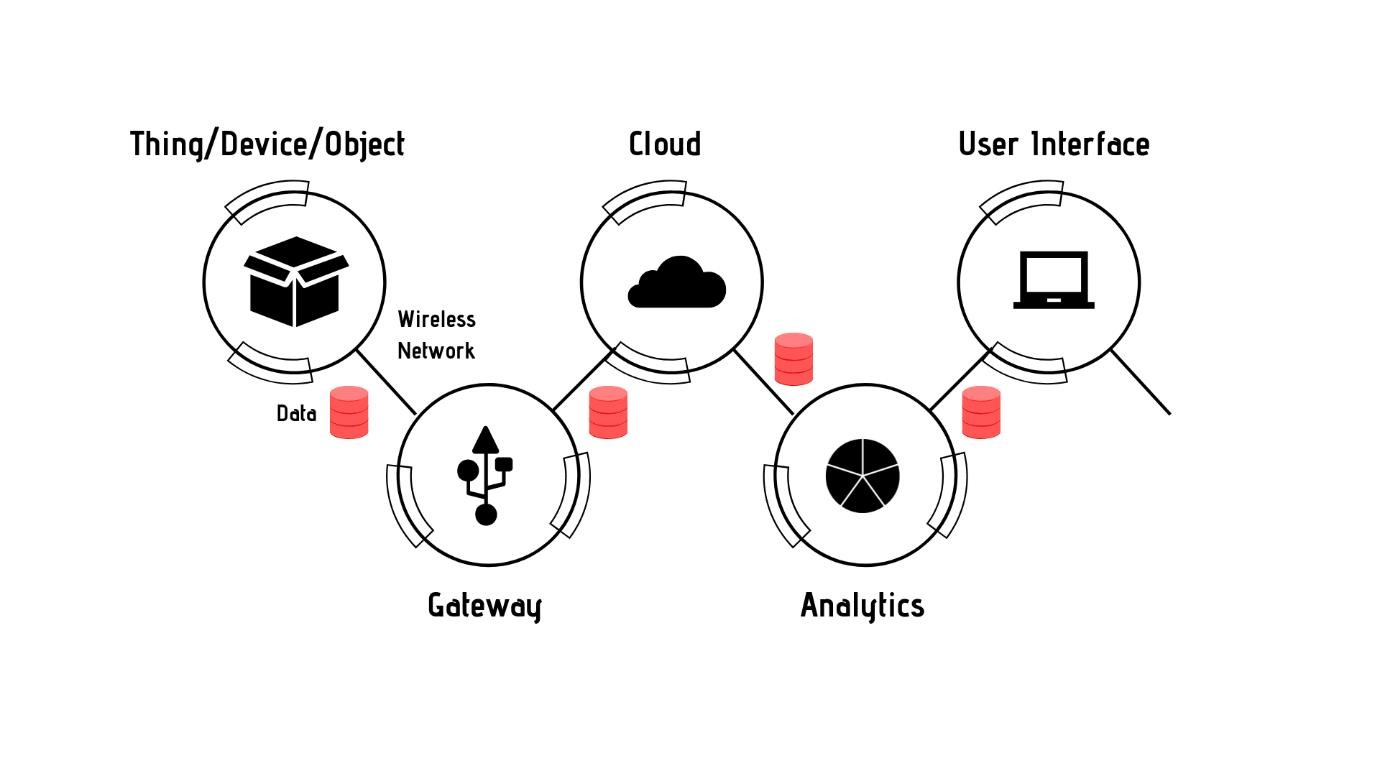 Thing/Device/Object
Cloud
User Interface
Wireless
Network
Data
Gateway
Analytics